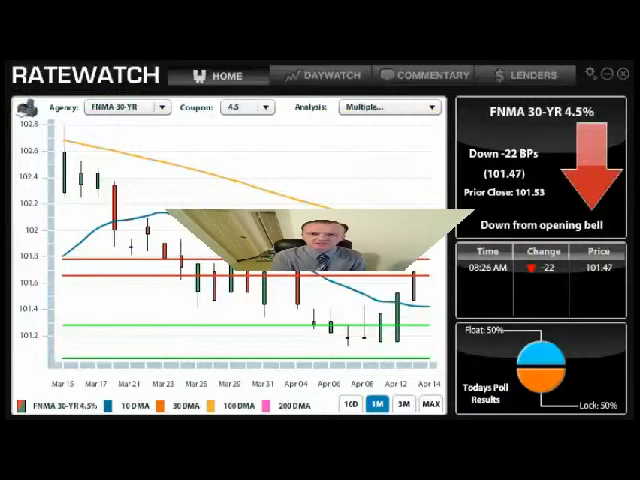 RATEWATCH
HOME
DAYWATCH
COMMENTARY
$ LENDERS
Agency: FNMA 30-YR Coupon: 4.5 Analysis: Multiple...
102.8
102.6
102.4
102.2
102
101.8
101.6
101.4
101.2
Mar 15 Mar 17 Mar 21 Mar 23 Mar 25 Mar 29 Mar 31 Apr 04 Apr 06 Apr 08 Apr 12 Apr 14
FNMA 30-YR 4.5% 10 DMA 30 DMA 100 DMA 200 DMA 10D 1M 3M MAX
FNMA 30-YR 4.5%
Down -22 BPs
(101.47)
Prior Close: 101.53
Down from opening bell
Time Change Price
08:26 AM -22 101.47
Float: 50%
Todays Poll
Results
Lock: 50%